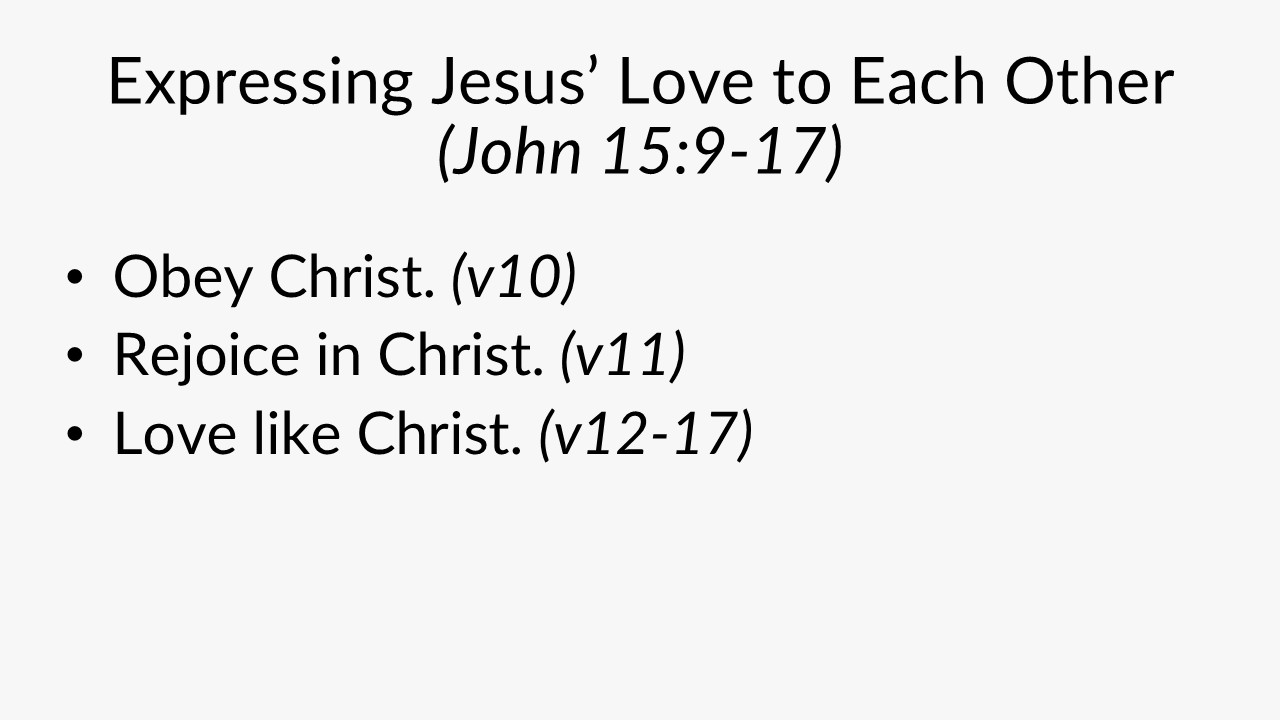 Expressing Jesus’ Love to Each Other
(John 15:9-17)
• Obey Christ. (v10)
• Rejoice in Christ. (v11)
• Love like Christ. (v12-17)